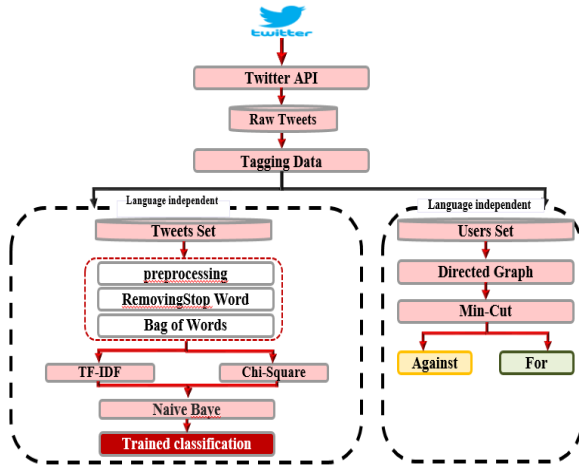 twitter
Twitter API
Raw Tweets
Tagging Data
Language independent
Language independent
Tweets Set
Users Set
preprocessing
RemovingStop Word
Bag of Words
Directed Graph
Min-Cut
TF-IDF
Chi-Square
Against
For
Naive Baye
Trained classification